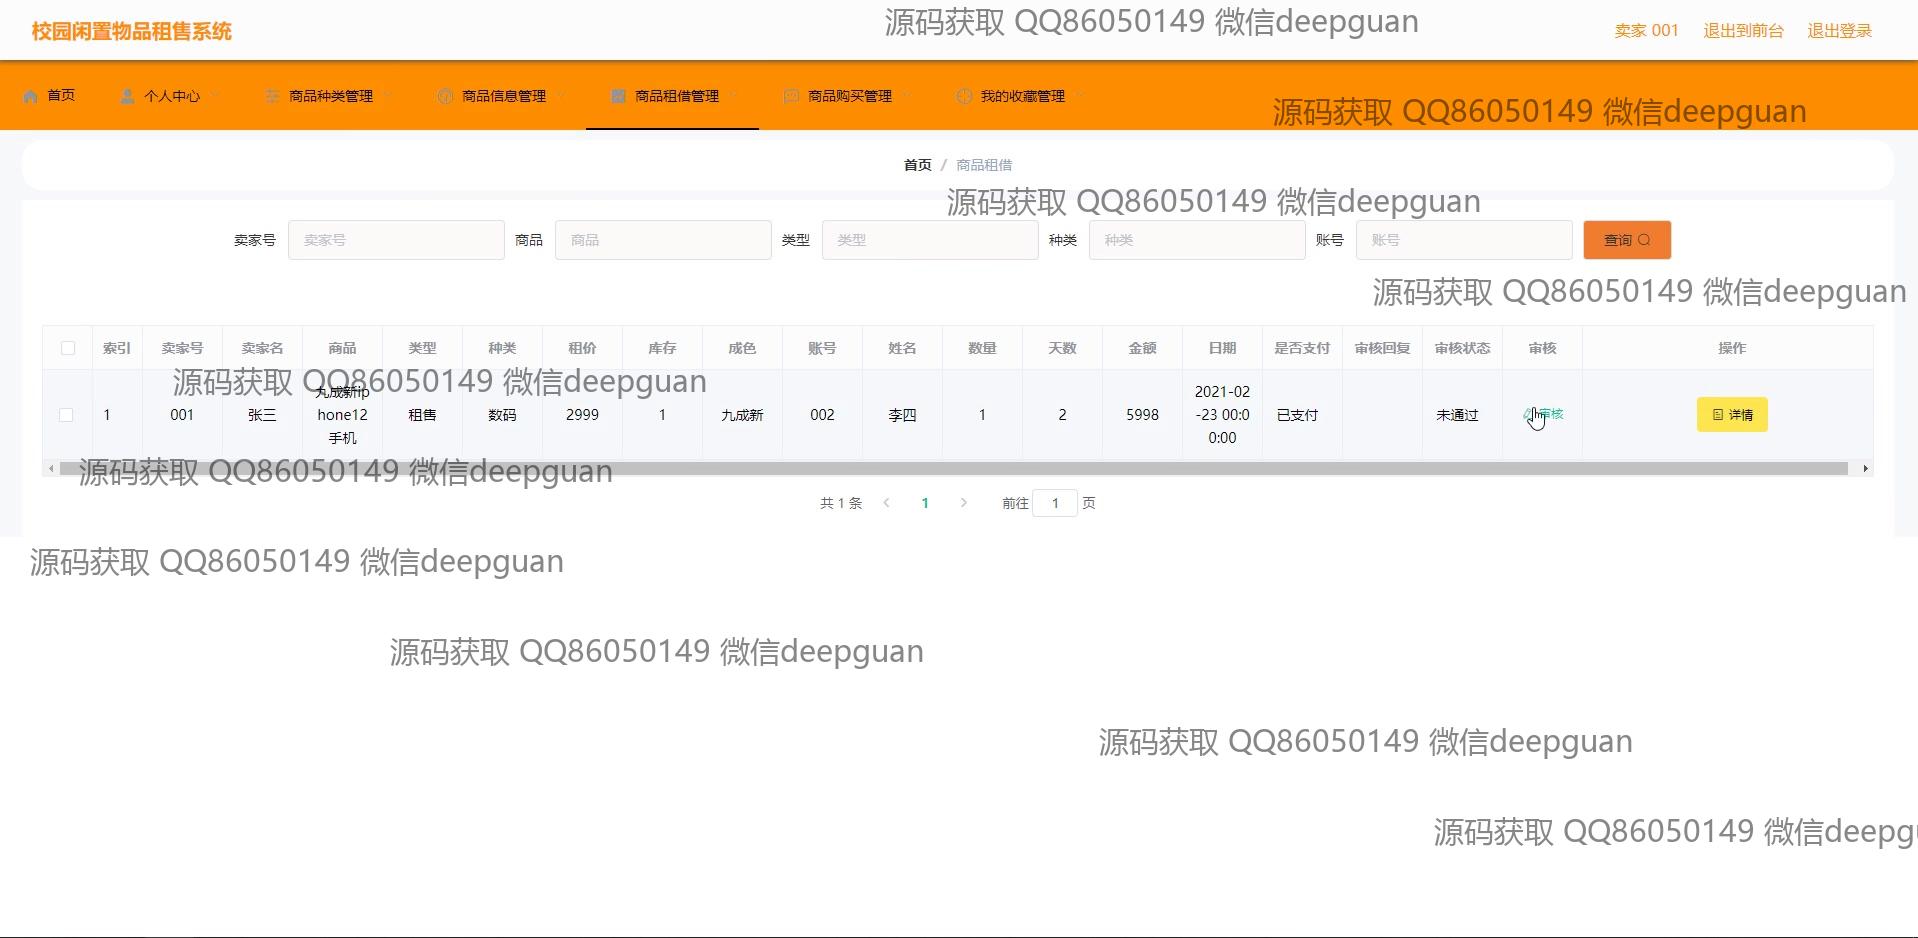 校园闲置物品租售系统
源码获取 QQ86050149 微信deepguan
卖家 001 退出到前台 退出登录
首页 个人中心 商品种类管理 商品信息管理 商品租借管理 商品购买管理 我的收藏管理
源码获取 QQ86050149 微信deepguan
首页 / 商品租借
源码获取 QQ86050149 微信deepguan
卖家号 卖家号 商品 商品 类型 类型 种类 种类 账号 账号 查询
源码获取 QQ86050149 微信deepguan
索引 卖家号 卖家名 商品 类型 种类 租价 库存 成色 账号 姓名 数量 天数 金额 日期 是否支付 审核回复 审核状态 审核 操作
源码获取 QQ86050149 微信deepguan
1 001 张三 九成新iphone12手机 租售 数码 2999 1 九成新 002 李四 1 2 5998 2021-02-23 00:00:00 已支付 未通过 审核 详情
源码获取 QQ86050149 微信deepguan
共 1 条 1 前往 1 页
源码获取 QQ86050149 微信deepguan
源码获取 QQ86050149 微信deepguan
源码获取 QQ86050149 微信deepguan
源码获取 QQ86050149 微信deepgu